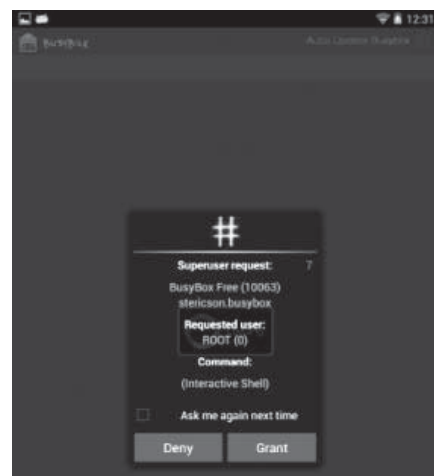 12:31
BusyBox
Superuser request: 7
BusyBox Free (10063)
stericson.busybox
Requested user:
ROOT (0)
Command:
(Interactive Shell)
Ask me again next time
Deny Grant